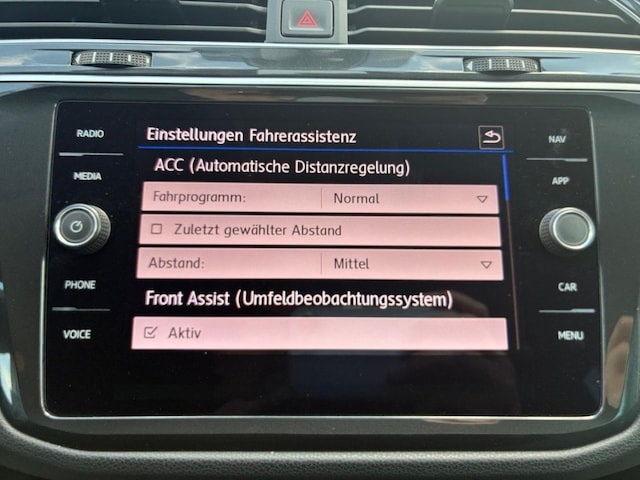 RADIO
MEDIA
PHONE
VOICE
Einstellungen Fahrerassistenz
ACC (Automatische Distanzregelung)
Fahrprogramm: Normal
Zuletzt gewählter Abstand
Abstand: Mittel
Front Assist (Umfeldbeobachtungssystem)
Aktiv
NAV
APP
CAR
MENU